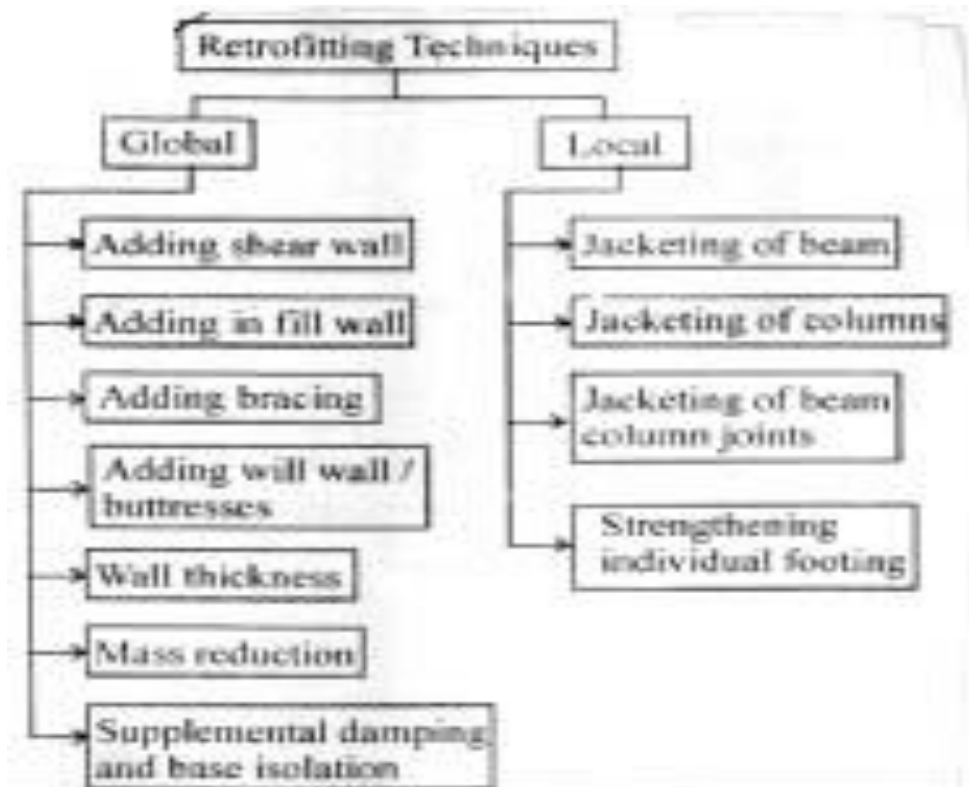 Retrofitting Techniques
Global
Adding shear wall
Adding in fill wall
Adding bracing
Adding will wall /
buttresses
Wall thickness
Mass reduction
Supplemental damping
and base isolation
Local
Jacketing of beam
Jacketing of columns
Jacketing of beam
column joints
Strengthening
individual footing